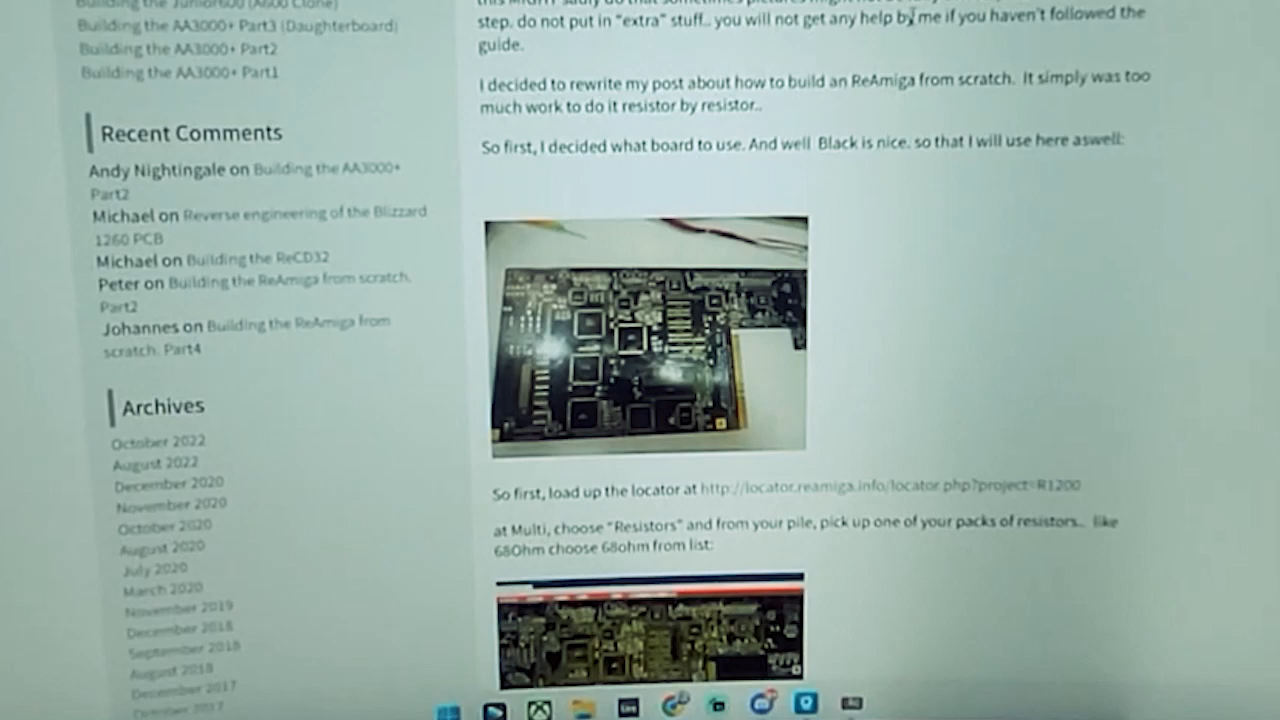 Building the Junior600 (A600 Clone)
Building the AA3000+ Part3 (Daughterboard)
Building the AA3000+ Part2
Building the AA3000+ Part1
Recent Comments
Andy Nightingale on Building the AA3000+
Part2
Michael on Reverse engineering of the Blizzard
1260 PCB
Michael on Building the ReCD32
Peter on Building the ReAmiga from scratch.
Part2
Johannes on Building the ReAmiga from
scratch. Part4
Archives
October 2022
August 2022
December 2020
November 2020
October 2020
August 2020
July 2020
March 2020
November 2019
December 2018
September 2018
August 2018
December 2017
October 2017
step. do not put in "extra" stuff.. you will not get any help by me if you haven't followed the
guide.
I decided to rewrite my post about how to build an ReAmiga from scratch. It simply was too
much work to do it resistor by resistor..
So first, I decided what board to use. And well Black is nice. so that I will use here aswell:
So first, load up the locator at http://locator.reamiga.info/locator.php?project=R1200
at Multi, choose "Resistors" and from your pile, pick up one of your packs of resistors.. like
68Ohm choose 68ohm from list: